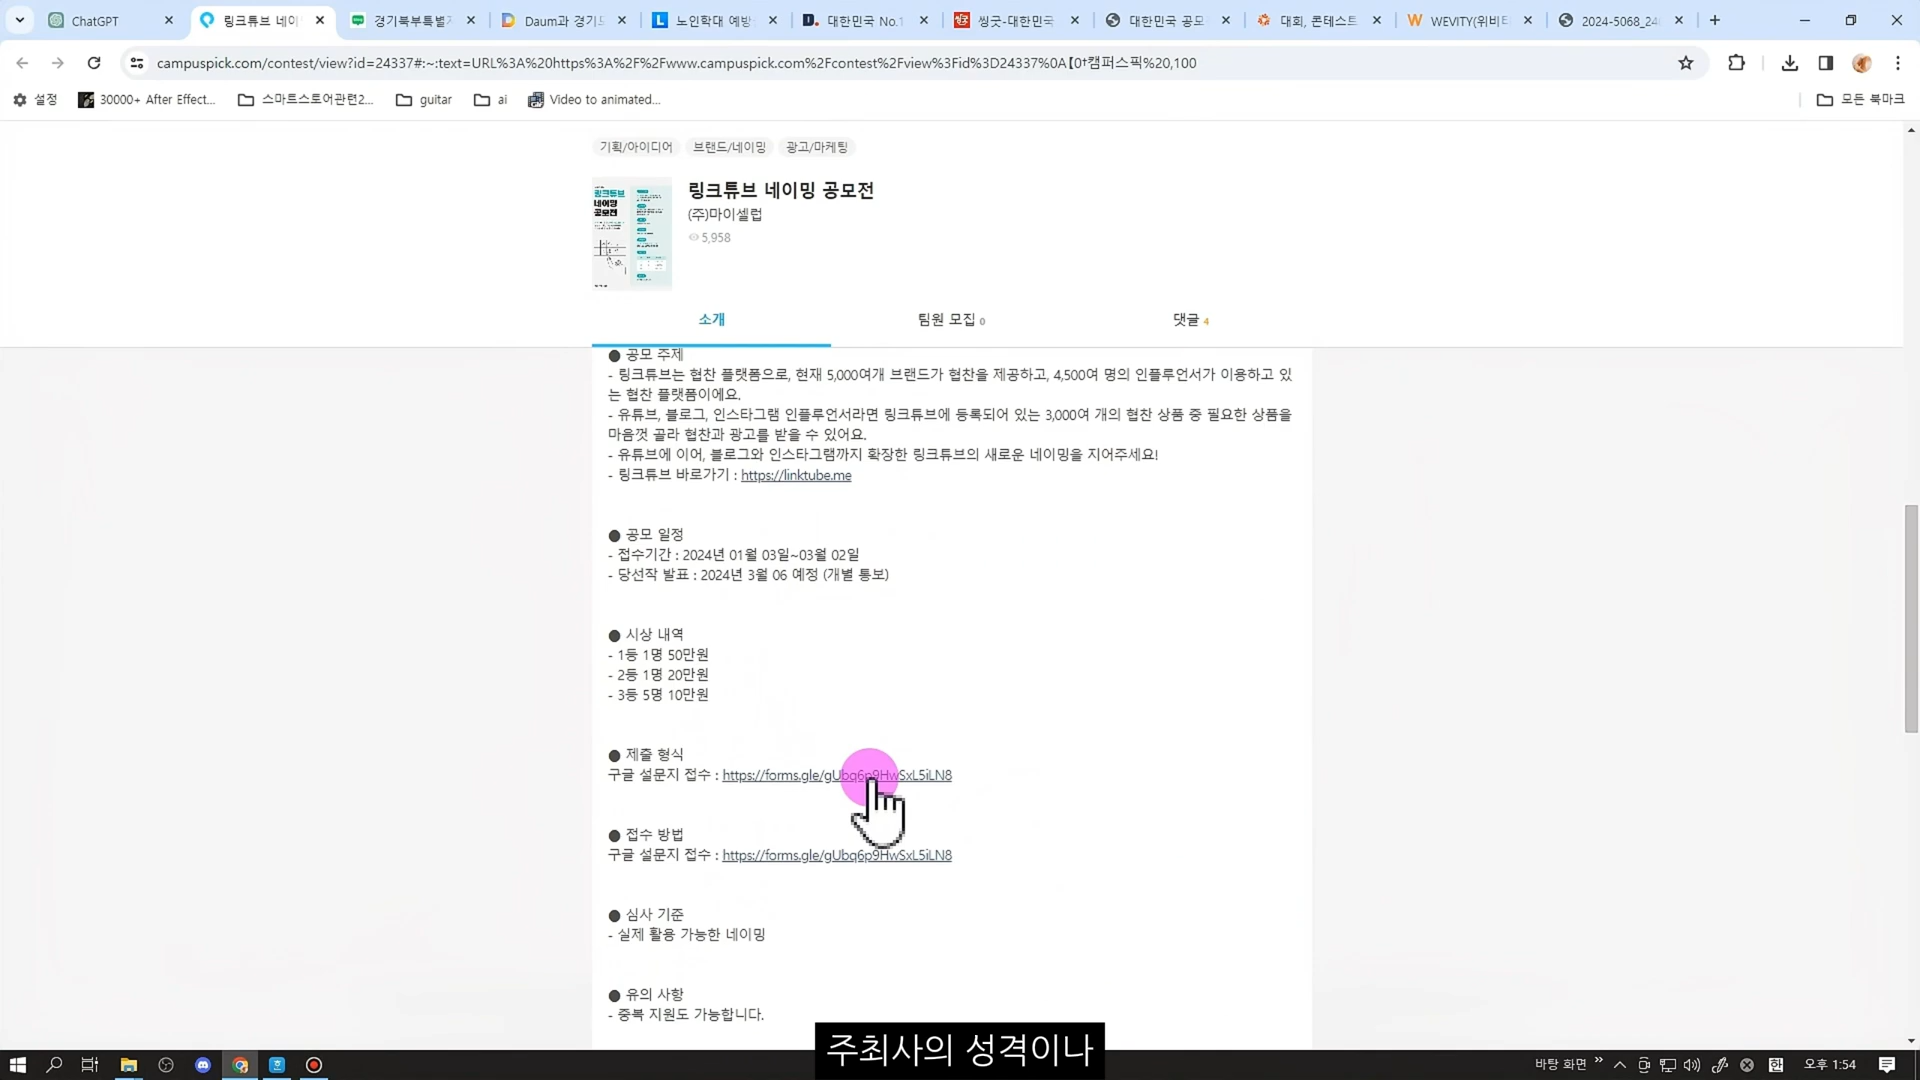 ChatGPT
링크튜브 네이
경기북부특별자
Daum과 경기도
노인학대 예방
대한민국 No.1
씽굿-대한민국
대한민국 공모
대회, 콘테스트
WEVITY(위비티
2024-5068_240
campuspick.com/contest/view?id=24337#:~:text=URL%3A%20https%3A%2F%2Fwww.campuspick.com%2Fcontest%2Fview%3Fid%3D24337%0A【01캠퍼스픽%20,100
설정
30000+ After Effect...
스마트스토어관련2...
guitar
ai
Video to animated...
모든 북마크
기획/아이디어 브랜드/네이밍 광고/마케팅
링크튜브
네이밍
공모전
링크튜브 네이밍 공모전
(주)마이셀럽
5,958
소개
팀원 모집 0
댓글 4
● 공모 주제
- 링크튜브는 협찬 플랫폼으로, 현재 5,000여개 브랜드가 협찬을 제공하고, 4,500여 명의 인플루언서가 이용하고 있
는 협찬 플랫폼이에요.
- 유튜브, 블로그, 인스타그램 인플루언서라면 링크튜브에 등록되어 있는 3,000여 개의 협찬 상품 중 필요한 상품을
마음껏 골라 협찬과 광고를 받을 수 있어요.
- 유튜브에 이어, 블로그와 인스타그램까지 확장한 링크튜브의 새로운 네이밍을 지어주세요!
- 링크튜브 바로가기 : https://linktube.me
● 공모 일정
- 접수기간 : 2024년 01월 03일~03월 02일
- 당선작 발표 : 2024년 3월 06 예정 (개별 통보)
● 시상 내역
- 1등 1명 50만원
- 2등 1명 20만원
- 3등 5명 10만원
● 제출 형식
구글 설문지 접수 : https://forms.gle/gUbq6p9HwSxL5iLN8
● 접수 방법
구글 설문지 접수 : https://forms.gle/gUbq6p9HwSxL5iLN8
● 심사 기준
- 실제 활용 가능한 네이밍
● 유의 사항
- 중복 지원도 가능합니다.
주최사의 성격이나
바탕 화면
한
오후 1:54